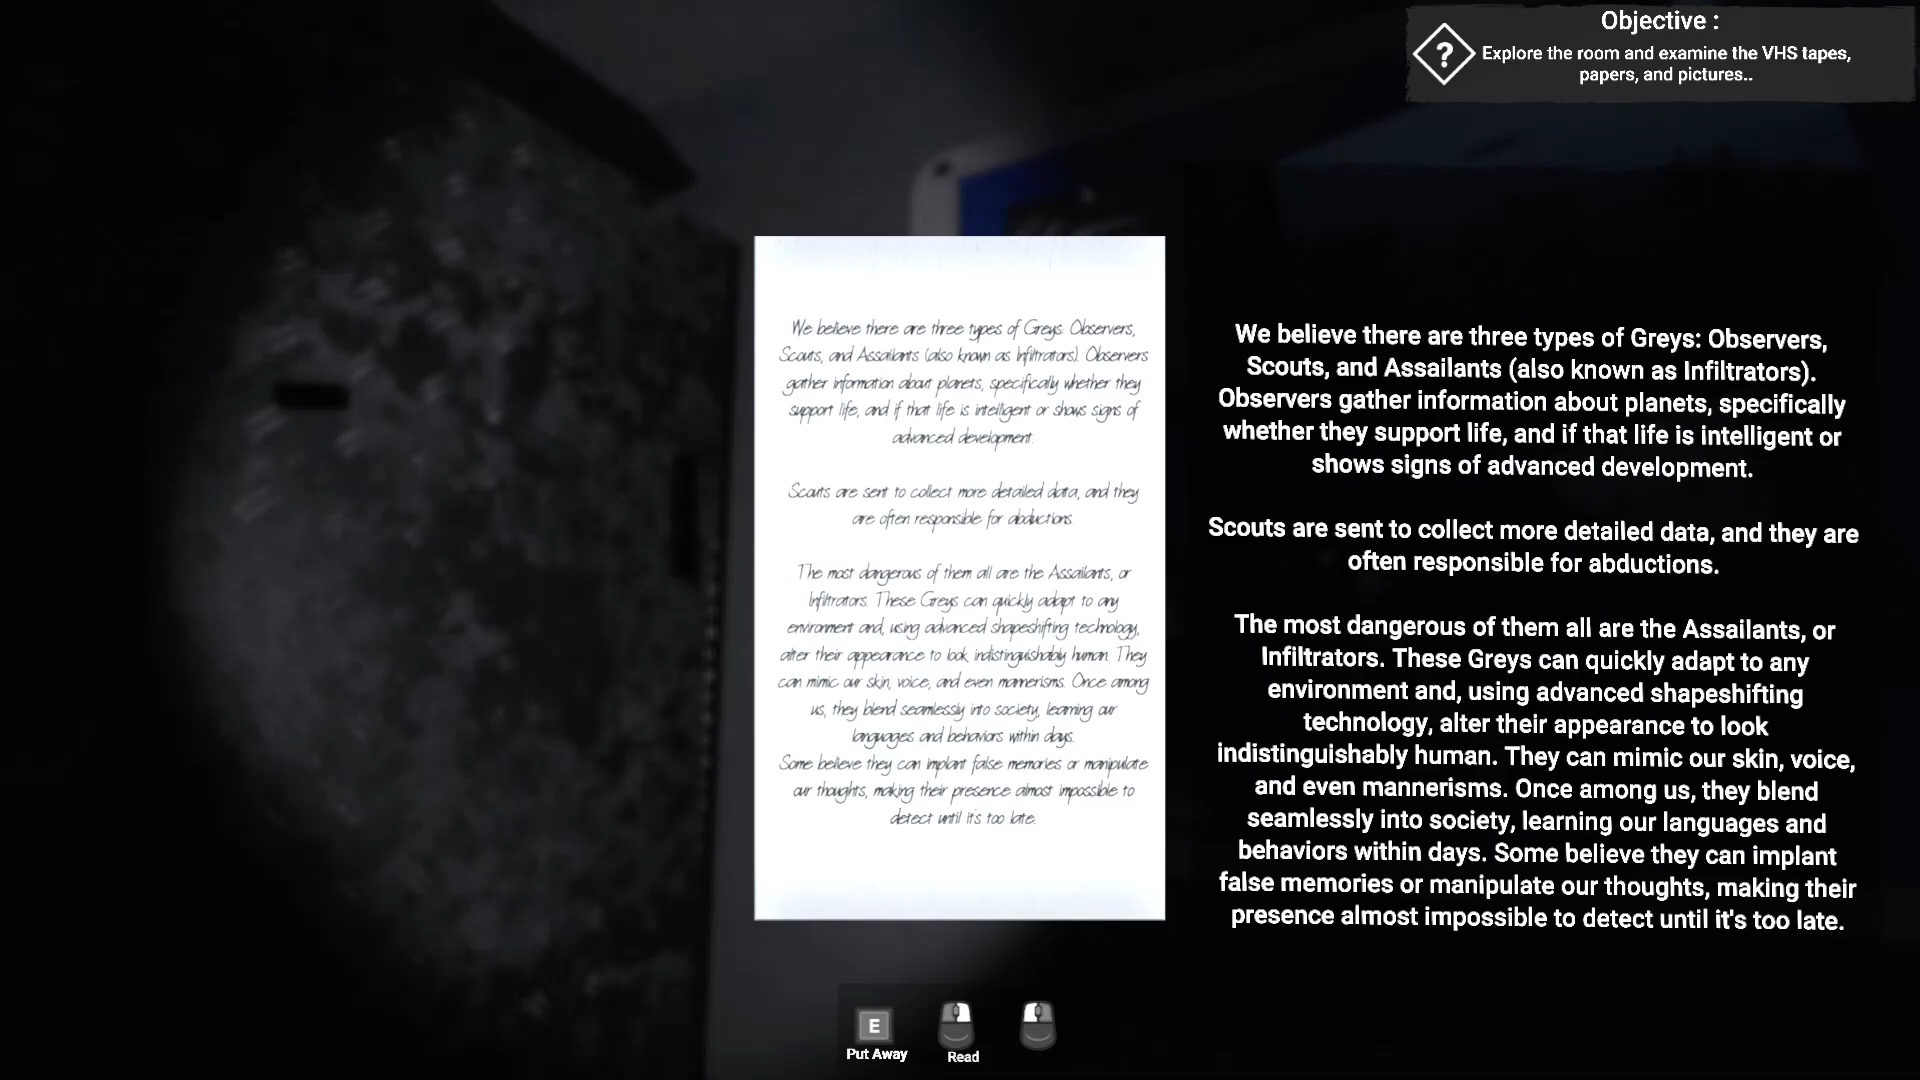 Objective :
Explore the room and examine the VHS tapes,
papers, and pictures..
?
We believe there are three types of Greys: Observers,
Scouts, and Assailants (also known as Infiltrators). Observers
gather information about planets, specifically whether they
support life, and if that life is intelligent or shows signs of
advanced development.
Scouts are sent to collect more detailed data, and they
are often responsible for abductions.
The most dangerous of them all are the Assailants, or
Infiltrators. These Greys can quickly adapt to any
environment and, using advanced shapeshifting technology,
alter their appearance to look indistinguishably human. They
can mimic our skin, voice, and even mannerisms. Once among
us, they blend seamlessly into society, learning our
languages and behaviors within days.
Some believe they can implant false memories or manipulate
our thoughts, making their presence almost impossible to
detect until it's too late.
We believe there are three types of Greys: Observers,
Scouts, and Assailants (also known as Infiltrators).
Observers gather information about planets, specifically
whether they support life, and if that life is intelligent or
shows signs of advanced development.
Scouts are sent to collect more detailed data, and they are
often responsible for abductions.
The most dangerous of them all are the Assailants, or
Infiltrators. These Greys can quickly adapt to any
environment and, using advanced shapeshifting
technology, alter their appearance to look
indistinguishably human. They can mimic our skin, voice,
and even mannerisms. Once among us, they blend
seamlessly into society, learning our languages and
behaviors within days. Some believe they can implant
false memories or manipulate our thoughts, making their
presence almost impossible to detect until it's too late.
E
Put Away
Read